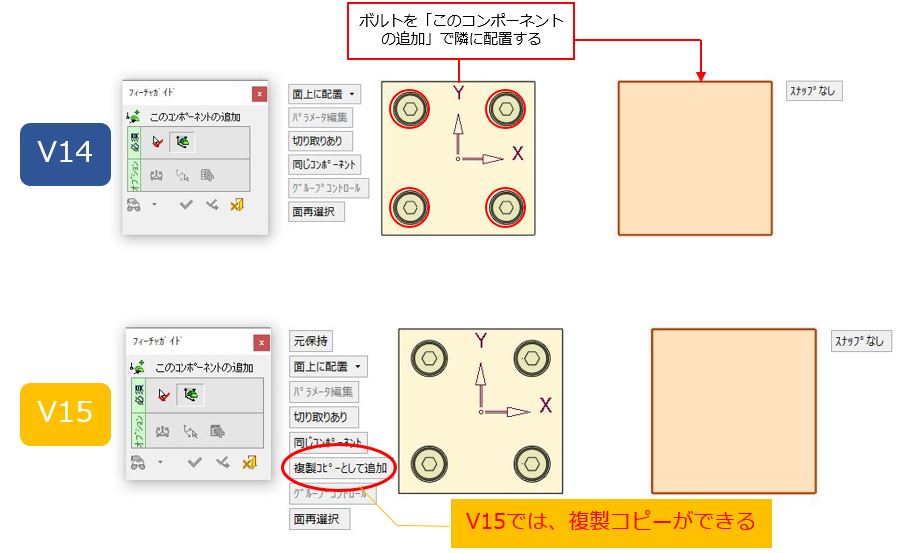 ボルトを「このコンポーネント
の追加」で隣に配置する
V14
フィーチャガイド
x
このコンポーネントの追加
必須
オプション
面上に配置
パラメータ編集
切り取りあり
同じコンポーネント
グループコントロール
面再選択
Y
X
スナップなし
V15
フィーチャガイド
x
このコンポーネントの追加
必須
オプション
元保持
面上に配置
パラメータ編集
切り取りあり
同じコンポーネント
複製コピーとして追加
グループコントロール
面再選択
Y
X
スナップなし
V15では、複製コピーができる